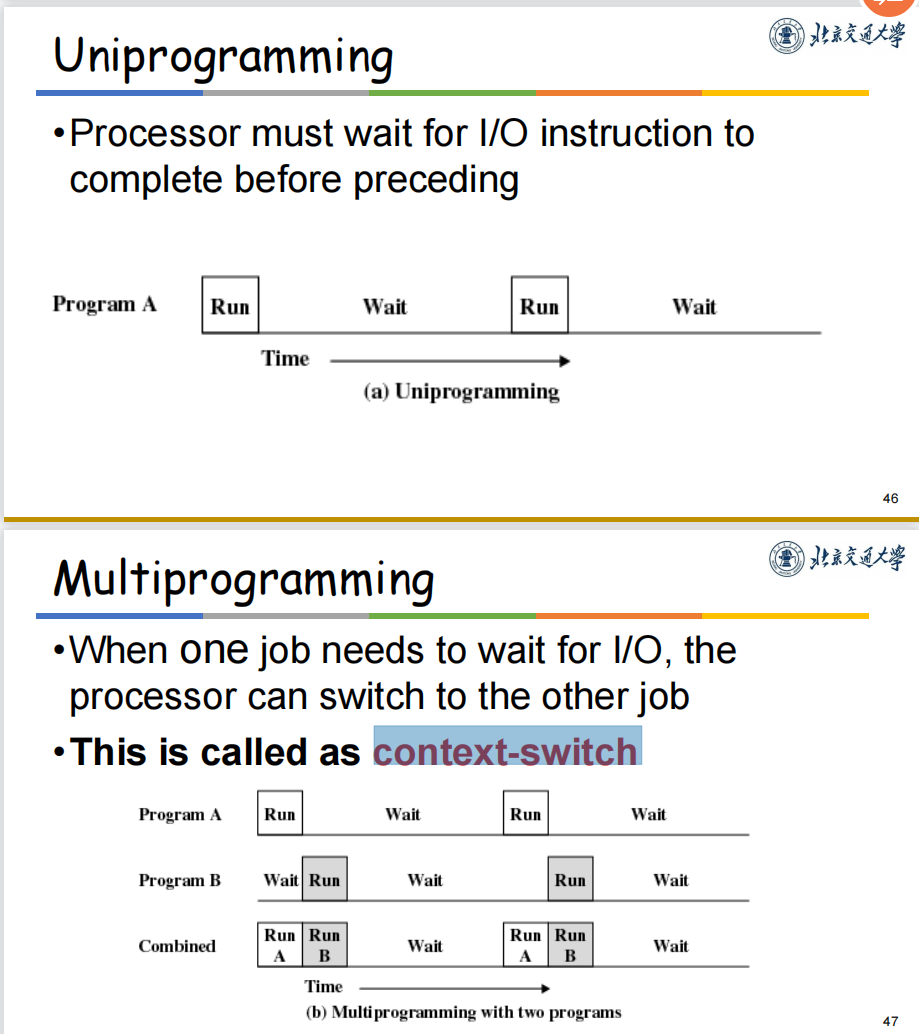 Uniprogramming
北京交通大學
•Processor must wait for I/O instruction to
complete before preceding
Program A Run Wait Run Wait
Time
(a) Uniprogramming
46
Multiprogramming
北京交通大學
•When one job needs to wait for I/O, the
processor can switch to the other job
•This is called as context-switch
Program A Run Wait Run Wait
Program B Wait Run Wait Run Wait
Combined Run A Run B Wait Run A Run B Wait
Time
(b) Multiprogramming with two programs
47